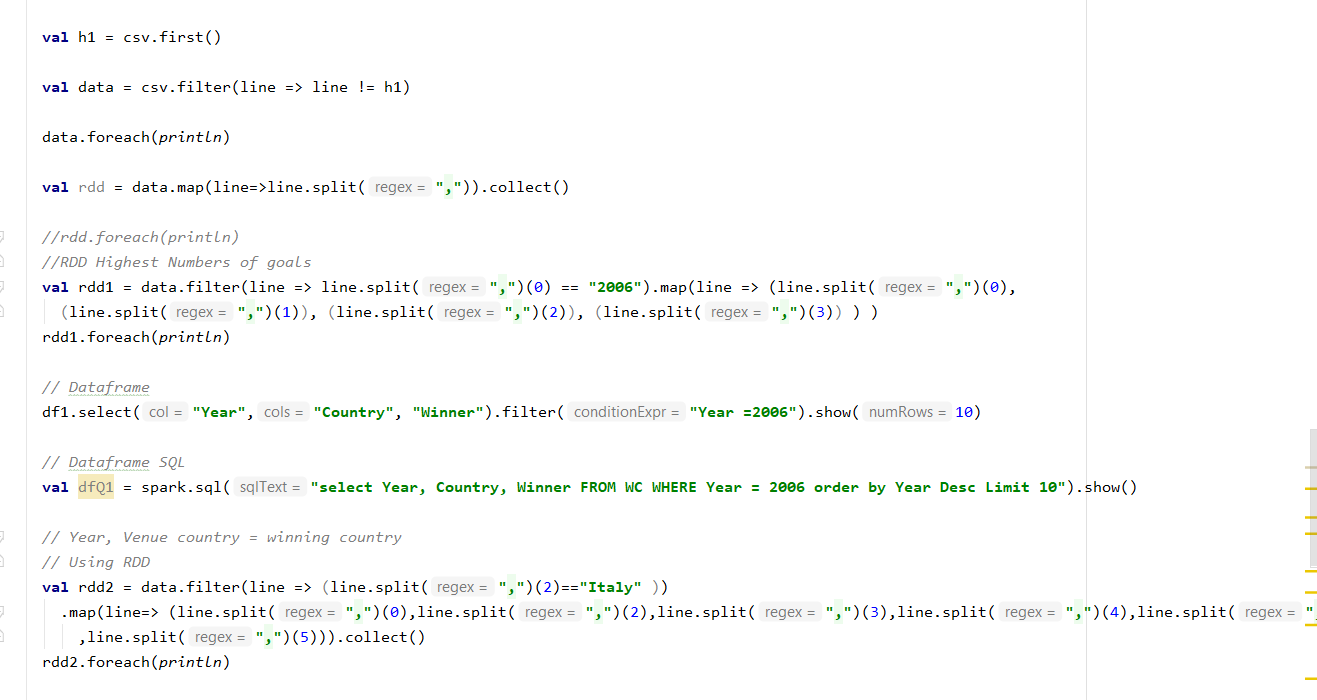 val h1 = csv.first()
val data = csv.filter(line => line != h1)
data.foreach(println)
val rdd = data.map(line=>line.split( regex = ",")).collect()
//rdd.foreach(println)
//RDD Highest Numbers of goals
val rdd1 = data.filter(line => line.split( regex = ",")(0) == "2006").map(line => (line.split( regex = ",")(0),
(line.split( regex = ",")(1)), (line.split( regex = ",")(2)), (line.split( regex = ",")(3)) ) )
rdd1.foreach(println)
// Dataframe
df1.select( col = "Year", cols = "Country", "Winner").filter( conditionExpr = "Year =2006").show( numRows = 10)
// Dataframe SQL
val dfQ1 = spark.sql( sqlText = "select Year, Country, Winner FROM WC WHERE Year = 2006 order by Year Desc Limit 10").show()
// Year, Venue country = winning country
// Using RDD
val rdd2 = data.filter(line => (line.split( regex = ",")(2)=="Italy" ))
.map(line=> (line.split( regex = ",")(0),line.split( regex = ",")(2),line.split( regex = ",")(3),line.split( regex = ",")(4),line.split( regex = "
,line.split( regex = ",")(5))).collect()
rdd2.foreach(println)